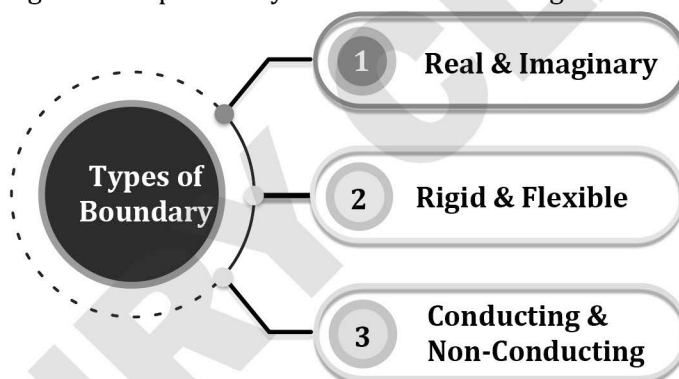 Types of
Boundary
1
Real & Imaginary
2
Rigid & Flexible
3
Conducting &
Non-Conducting